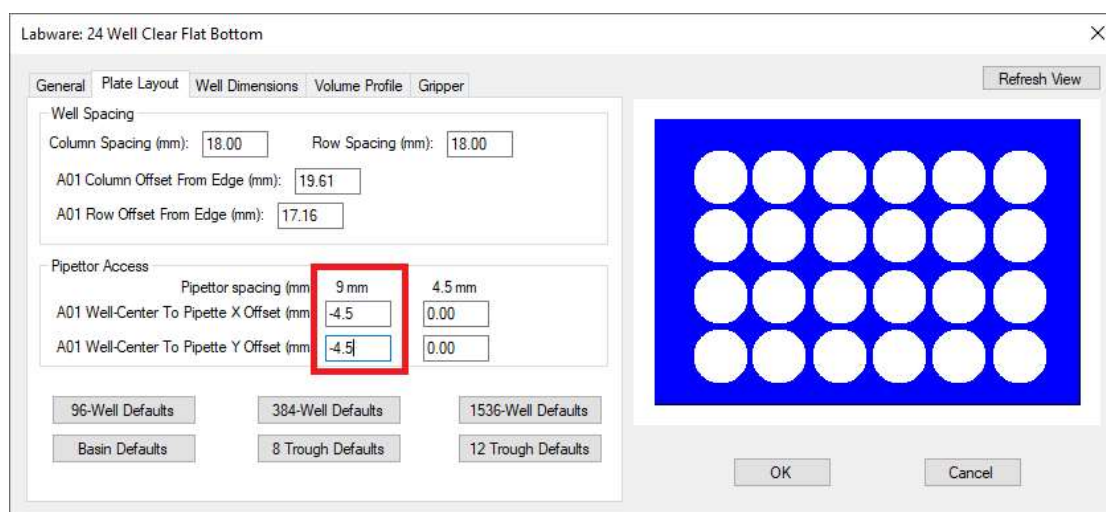 Labware: 24 Well Clear Flat Bottom
Refresh View
General Plate Layout Well Dimensions Volume Profile Gripper
Well Spacing
Column Spacing (mm): 18.00 Row Spacing (mm): 18.00
A01 Column Offset From Edge (mm): 19.61
A01 Row Offset From Edge (mm): 17.16
Pipettor Access
Pipettor spacing (mm 9 mm 4.5 mm
A01 Well-Center To Pipette X Offset (mm -4.5 0.00
A01 Well-Center To Pipette Y Offset (mm -4.5 0.00
96-Well Defaults 384-Well Defaults 1536-Well Defaults
Basin Defaults 8 Trough Defaults 12 Trough Defaults
OK Cancel